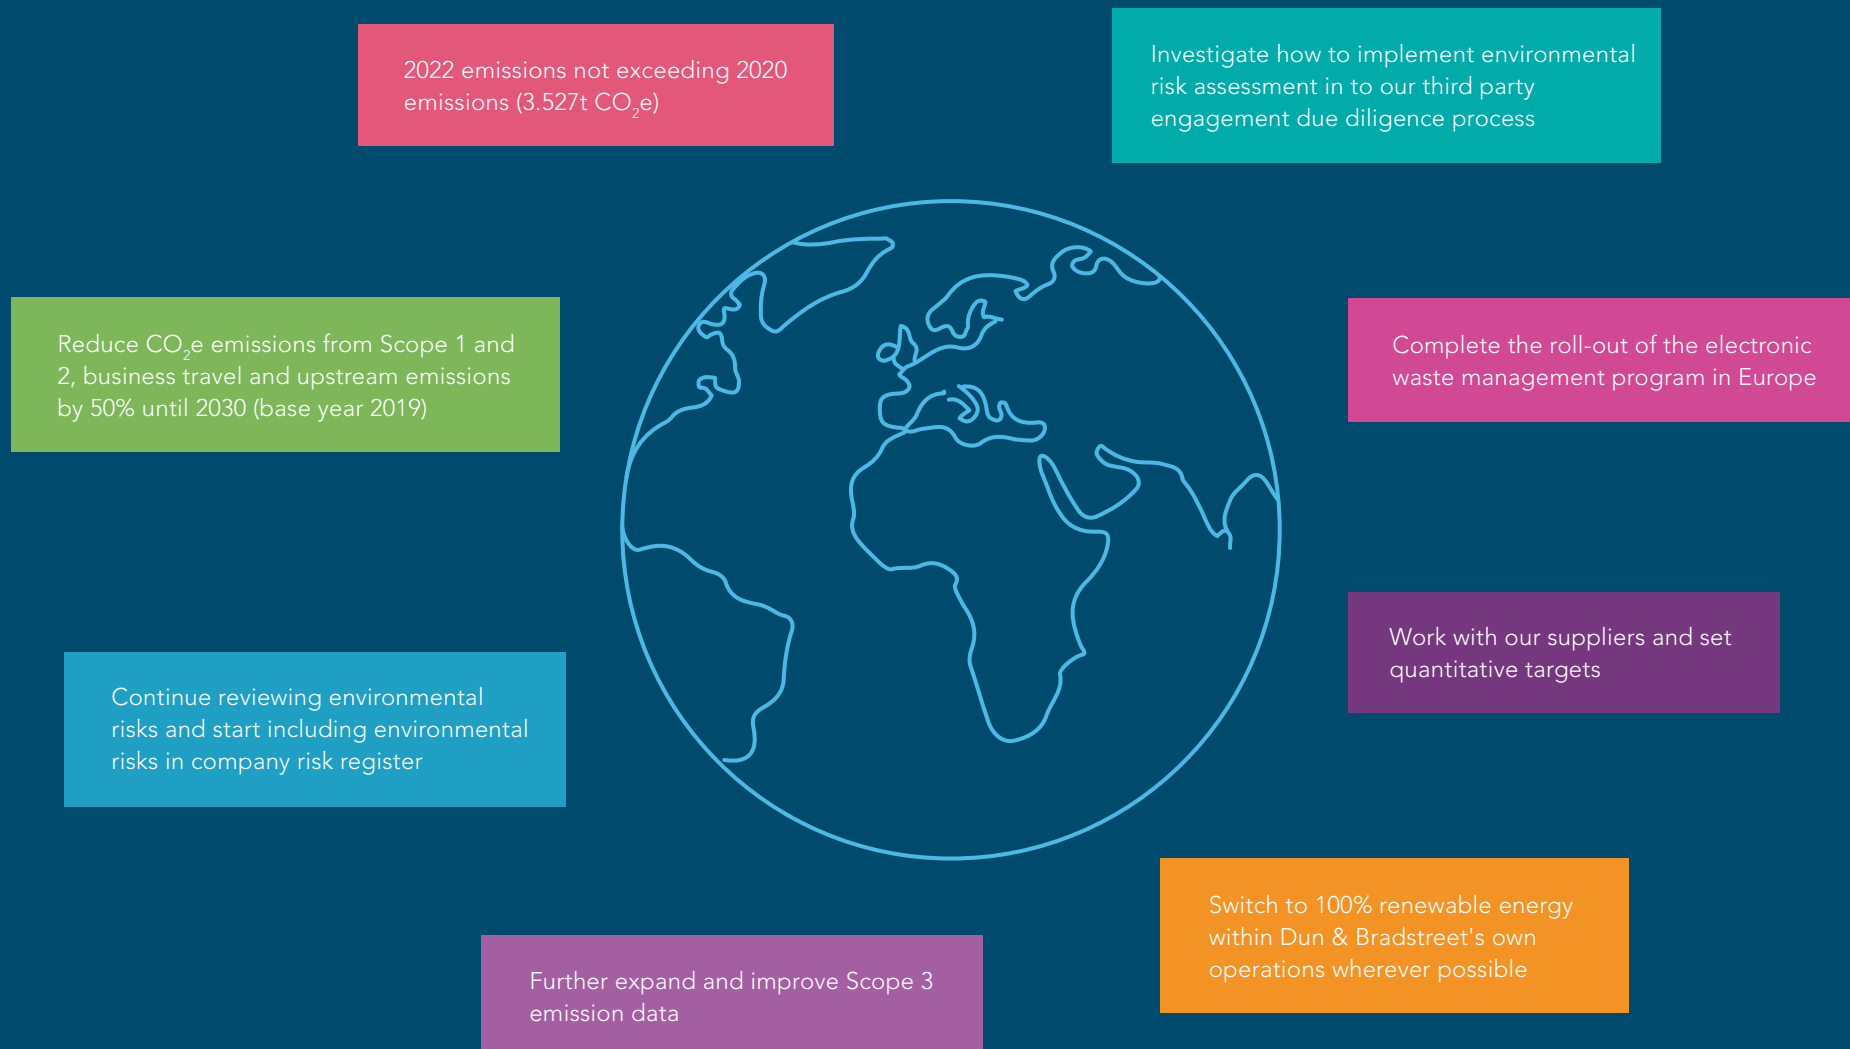 2022 emissions not exceeding 2020
emissions (3.527t CO₂e)
Investigate how to implement environmental
risk assessment in to our third party
engagement due diligence process
Reduce CO₂e emissions from Scope 1 and
2, business travel and upstream emissions
by 50% until 2030 (base year 2019)
Complete the roll-out of the electronic
waste management program in Europe
Work with our suppliers and set
quantitative targets
Continue reviewing environmental
risks and start including environmental
risks in company risk register
Switch to 100% renewable energy
within Dun & Bradstreet's own
operations wherever possible
Further expand and improve Scope 3
emission data